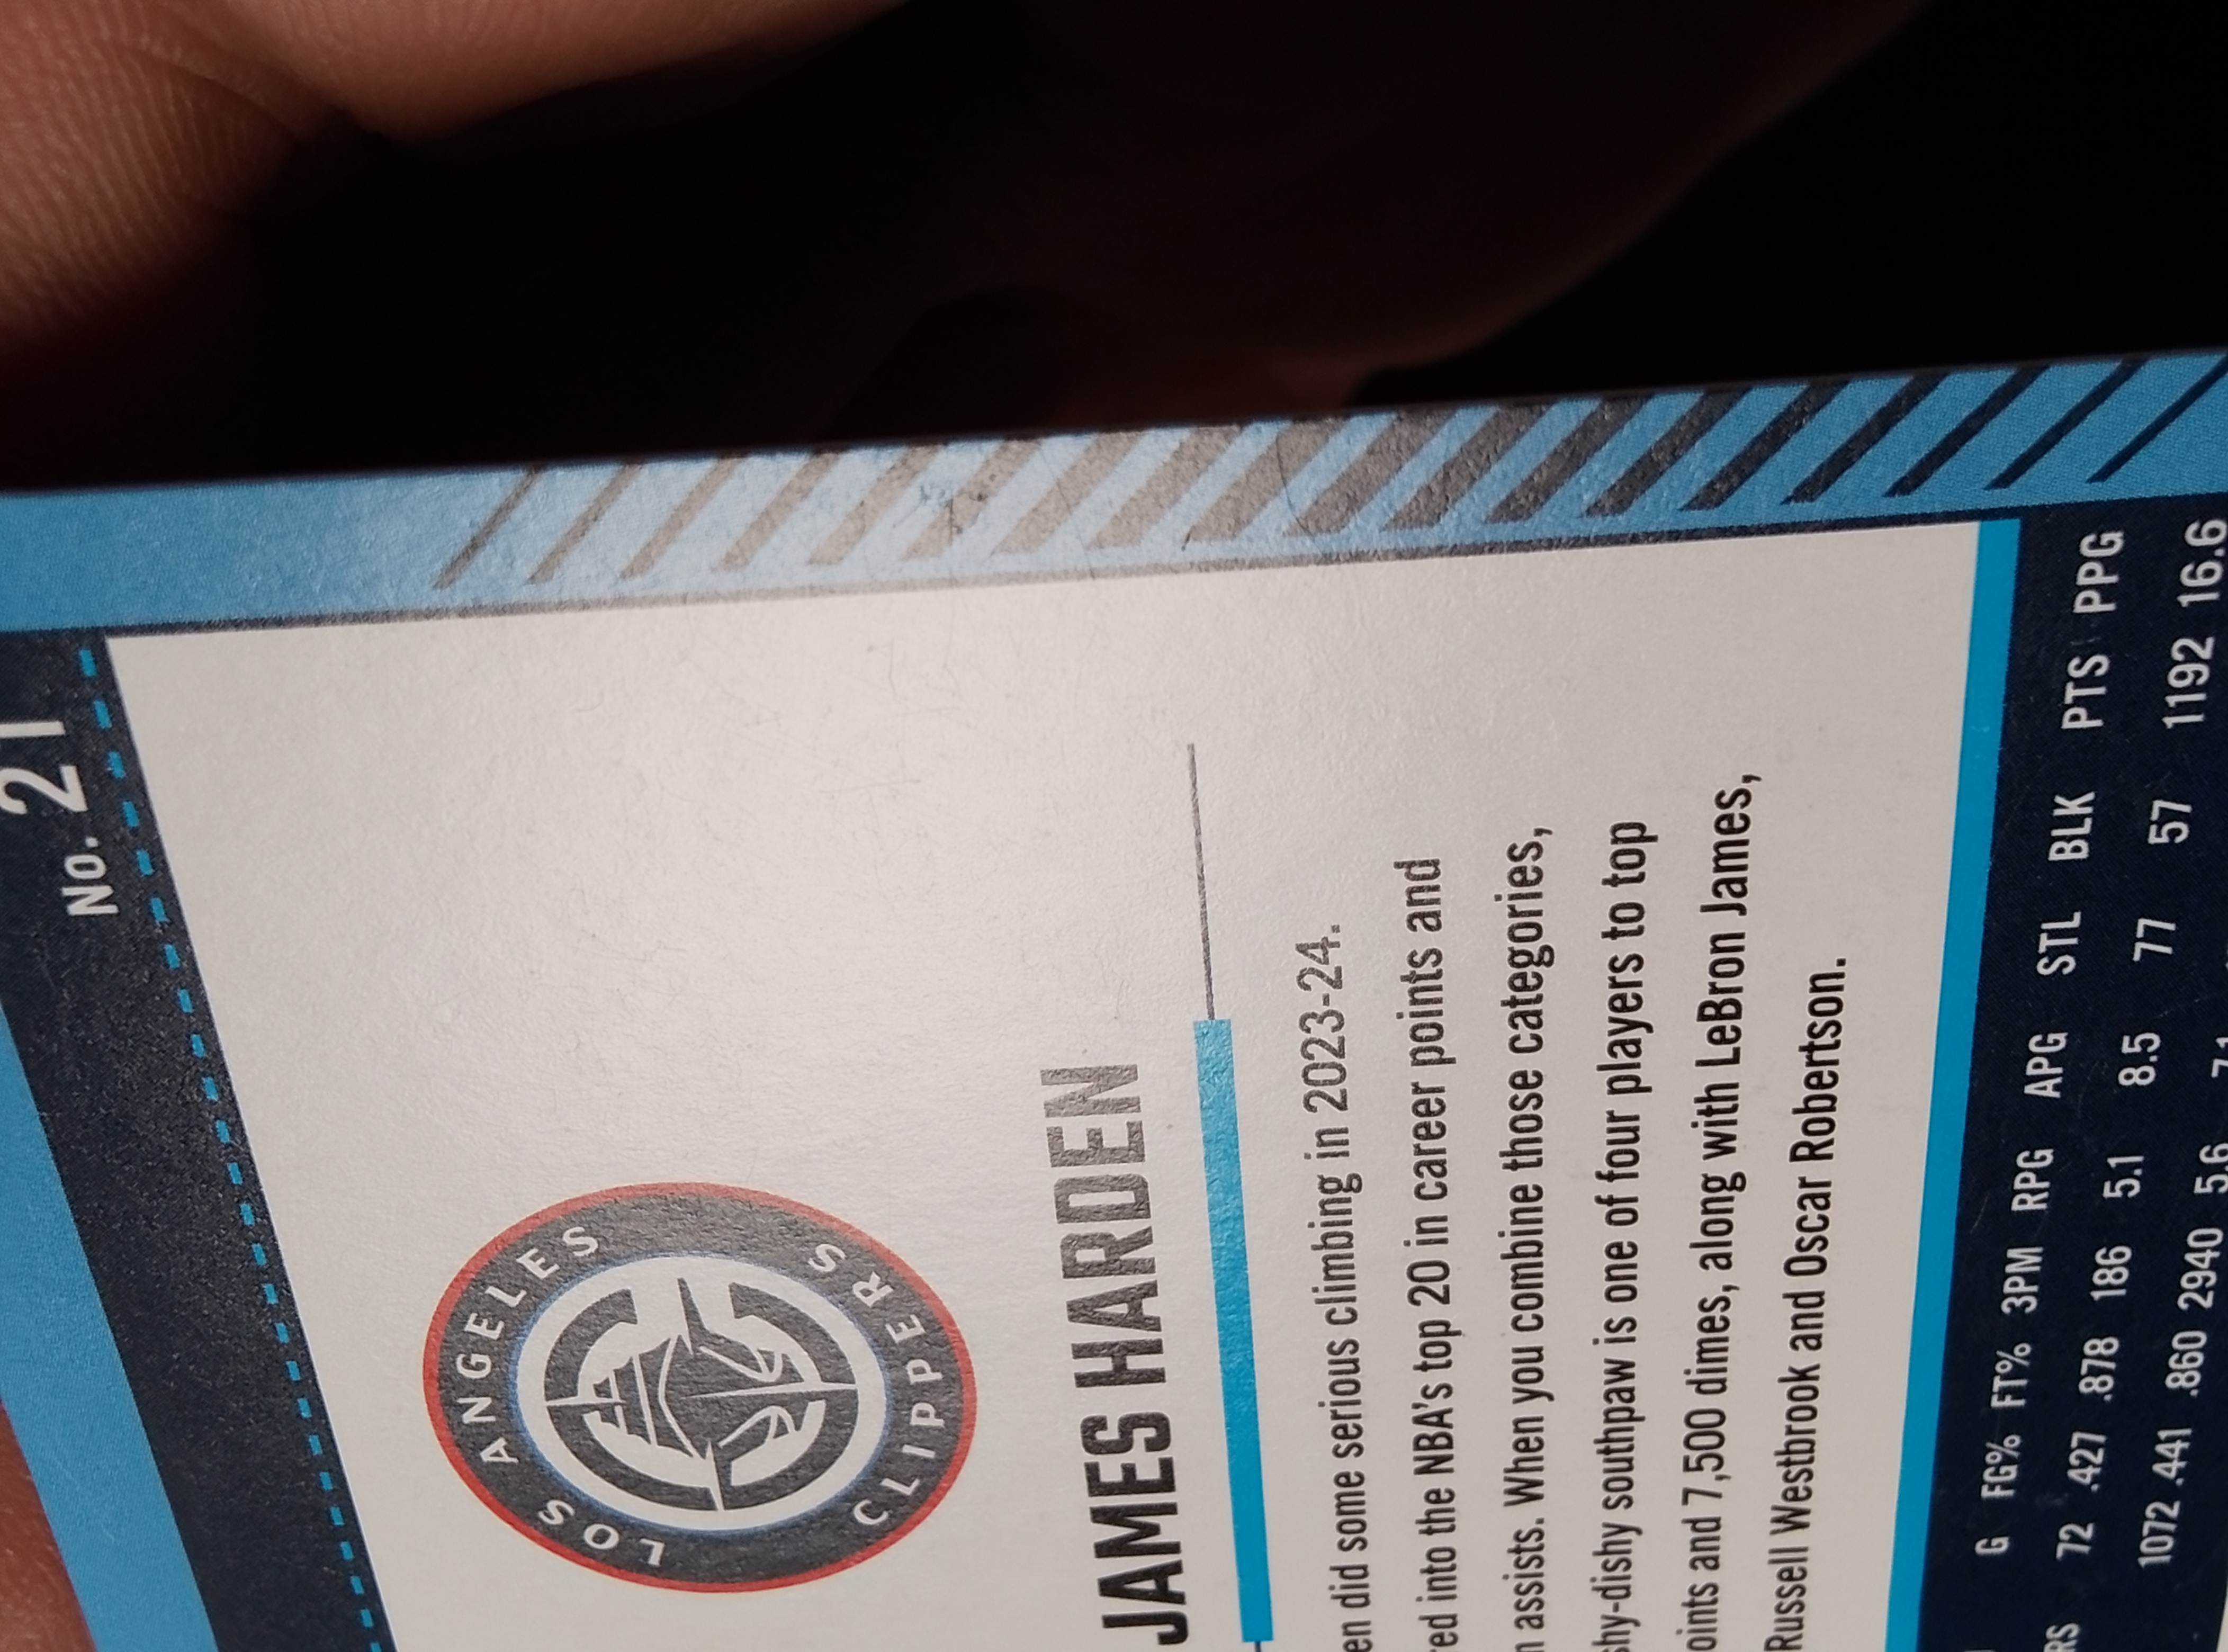 No. 21
LOS ANGELES
CLIPPERS
JAMES HARDEN
did some serious climbing in 2023-24.
into the NBA's top 20 in career points and
assists. When you combine those categories,
southpaw is one of four players to top
and 7,500 dimes, along with LeBron James,
Russell Westbrook and Oscar Robertson.
G FG% FT% 3PM RPG APG STL BLK PTS PPG
72 .427 .878 186 5.1 8.5 77 57 1192 16.6
1072 .441 .860 2940 5.6 7.1